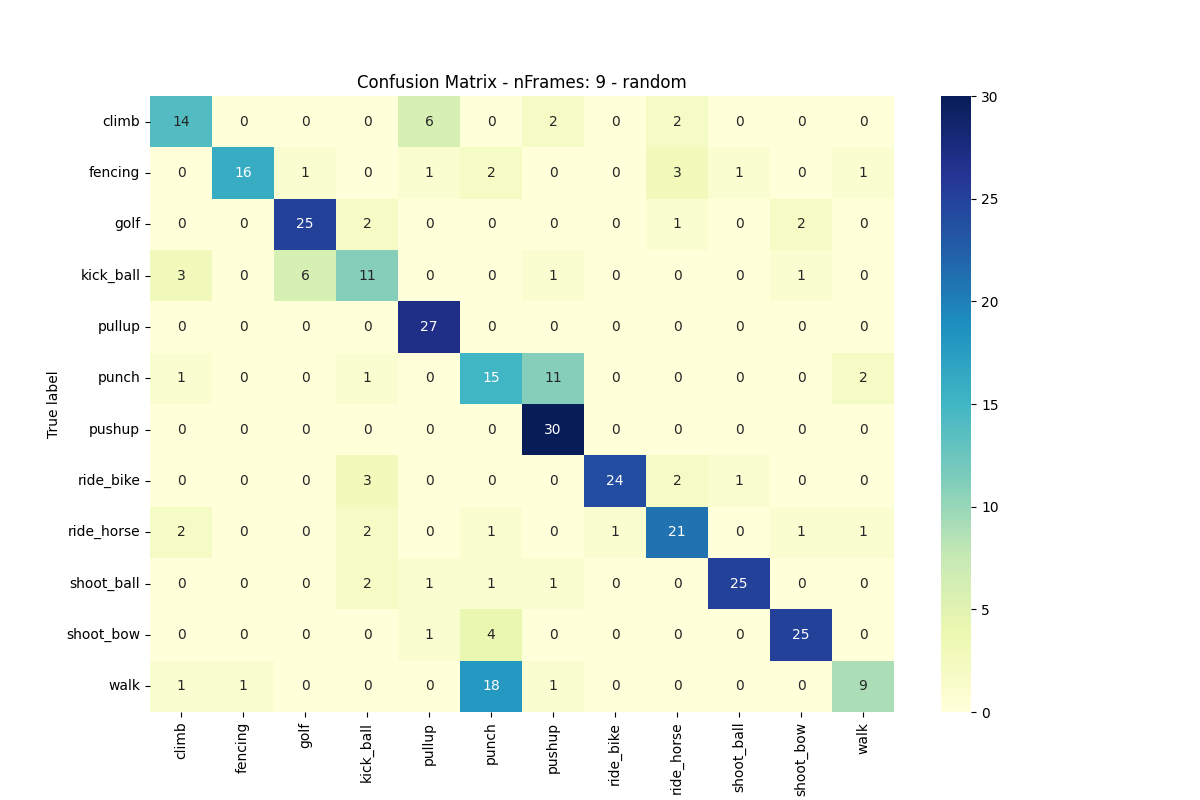 Confusion Matrix - nFrames: 9 - random
climb 14 0 0 0 6 0 2 0 2 0 0 0
fencing 0 16 1 0 1 2 0 0 3 1 0 1
golf 0 0 25 2 0 0 0 0 1 0 2 0
kick_ball 3 0 6 11 0 0 1 0 0 0 1 0
pullup 0 0 0 0 27 0 0 0 0 0 0 0
punch 1 0 0 1 0 15 11 0 0 0 0 2
pushup 0 0 0 0 0 0 30 0 0 0 0 0
ride_bike 0 0 0 3 0 0 0 24 2 1 0 0
ride_horse 2 0 0 2 0 1 0 1 21 0 1 1
shoot_ball 0 0 0 2 1 1 1 0 0 25 0 0
shoot_bow 0 0 0 0 1 4 0 0 0 0 25 0
walk 1 1 0 0 0 18 1 0 0 0 0 9
True label
climb
fencing
golf
kick_ball
pullup
punch
pushup
ride_bike
ride_horse
shoot_ball
shoot_bow
walk
30
25
20
15
10
5
0